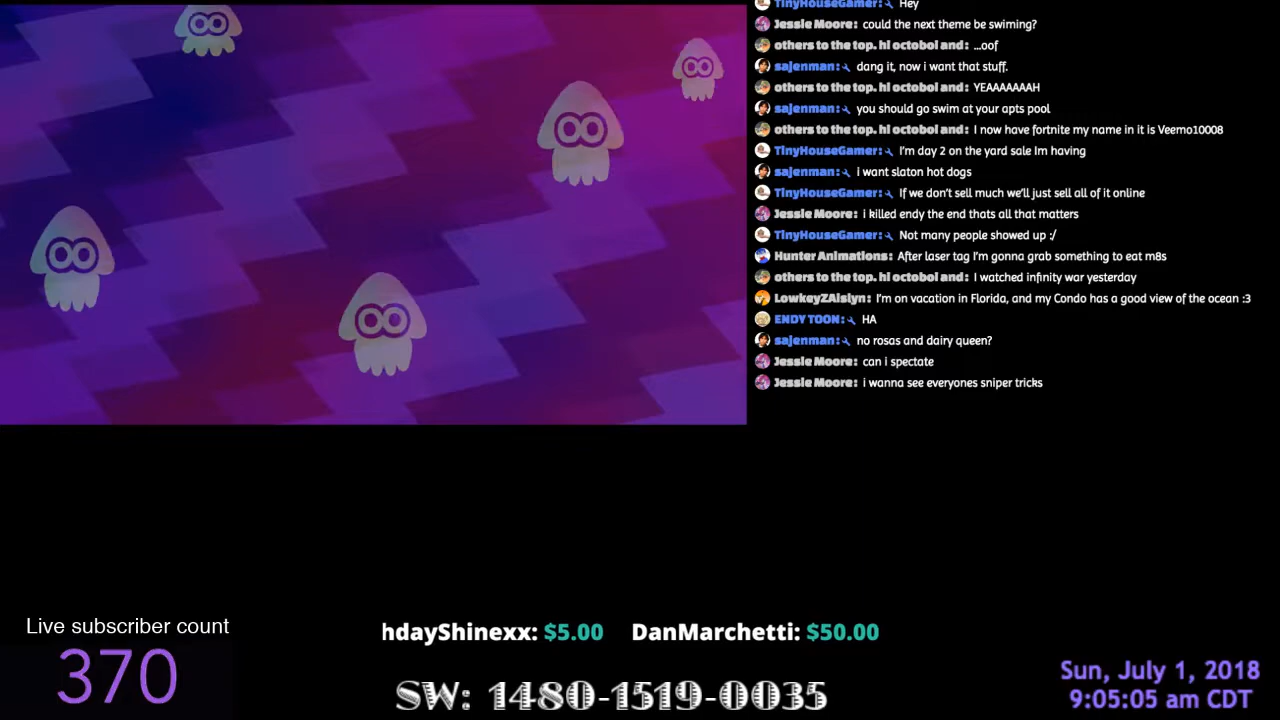 TinyHouseGamer: Hey
Jessie Moore: could the next theme be swiming?
others to the top. hi octobol and: ...oof
sajenman: dang it, now i want that stuff.
others to the top. hi octobol and: YEAAAAAAH
sajenman: you should go swim at your apts pool
others to the top. hi octobol and: I now have fortnite my name in it is Veemo10008
TinyHouseGamer: I'm day 2 on the yard sale Im having
sajenman: i want slaton hot dogs
TinyHouseGamer: If we don't sell much we'll just sell all of it online
Jessie Moore: i killed endy the end thats all that matters
TinyHouseGamer: Not many people showed up :/
Hunter Animations: After laser tag I'm gonna grab something to eat m8s
others to the top. hi octobol and: I watched infinity war yesterday
LowkeyZAislyn: I'm on vacation in Florida, and my Condo has a good view of the ocean :3
ENDY TOON: HA
sajenman: no rosas and dairy queen?
Jessie Moore: can i spectate
Jessie Moore: i wanna see everyones sniper tricks
Live subscriber count
370
hdayShinexx: $5.00 DanMarchetti: $50.00
SW: 1480-1519-0035
Sun, July 1, 2018
9:05:05 am CDT